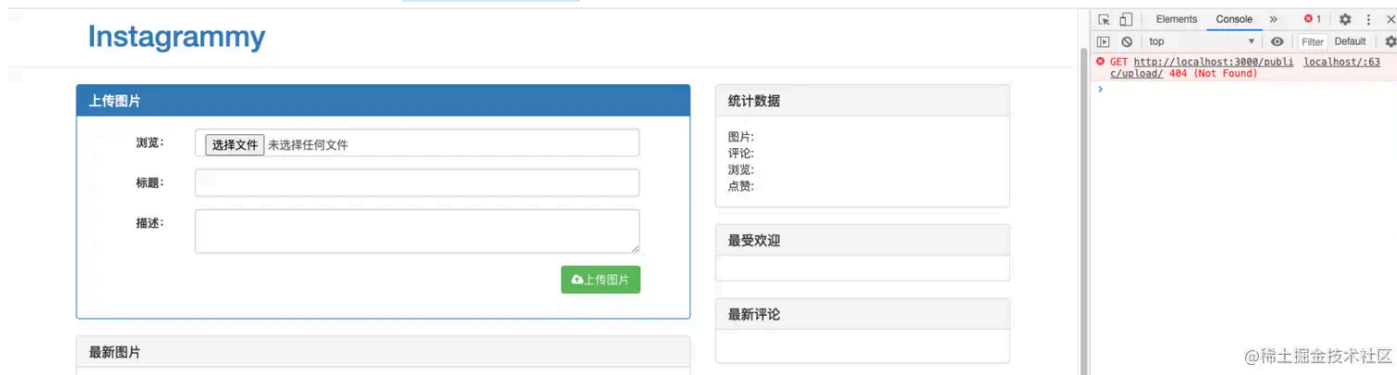 Instagrammy
上传图片
浏览:
选择文件 未选择任何文件
标题:
描述:
上传图片
最新图片
统计数据
图片:
评论:
浏览:
点赞:
最受欢迎
最新评论
Elements Console » 1
top Filter Default
GET http://localhost:3000/publi localhost/:63
c/upload/ 404 (Not Found)
@稀土掘金技术社区